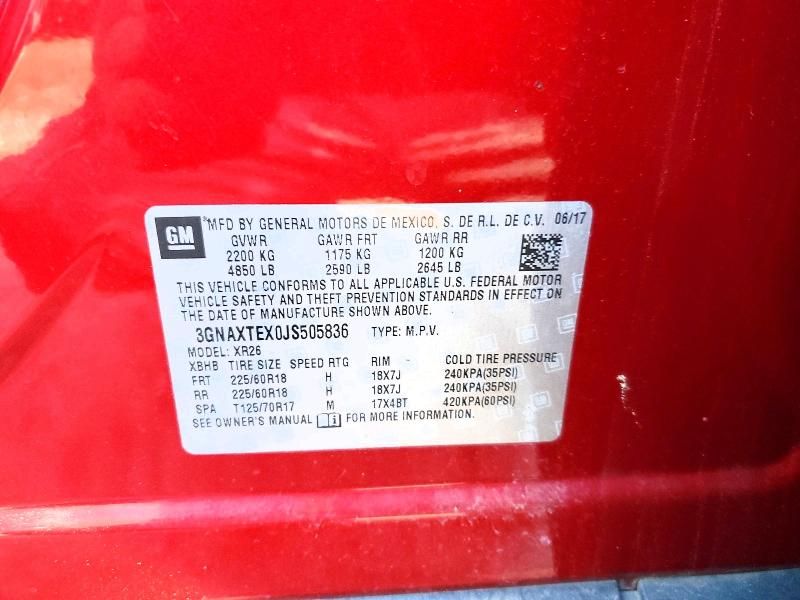 GM *MFD BY GENERAL MOTORS DE MEXICO, S. DE R.L. DE C.V. 06/17
GVWR GAWR FRT GAWR RR
2200 KG 1175 KG 1200 KG
4850 LB 2590 LB 2645 LB
THIS VEHICLE CONFORMS TO ALL APPLICABLE U.S. FEDERAL MOTOR
VEHICLE SAFETY AND THEFT PREVENTION STANDARDS IN EFFECT ON
THE DATE OF MANUFACTURE SHOWN ABOVE.
3GNAXTEX0JS505836 TYPE: M.P.V.
MODEL: XR26
XBHB TIRE SIZE SPEED RTG RIM COLD TIRE PRESSURE
FRT 225/60R18 H 18X7J 240KPA(35PSI)
RR 225/60R18 H 18X7J 240KPA(35PSI)
SPA T125/70R17 M 17X4BT 420KPA(60PSI)
SEE OWNER'S MANUAL FOR MORE INFORMATION.